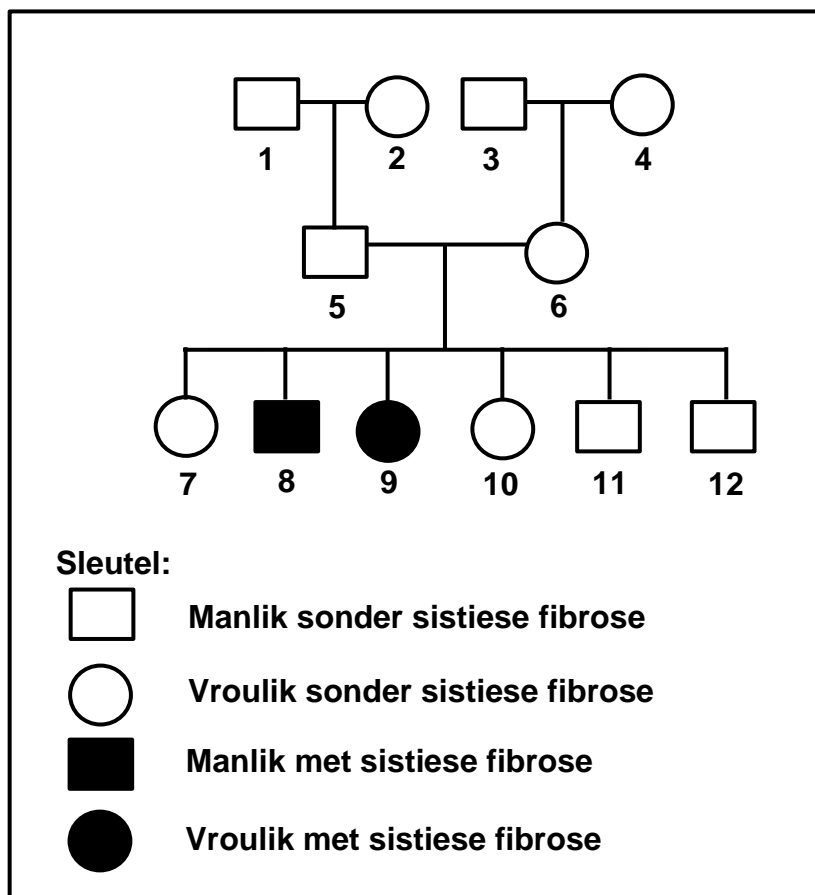 1 2 3 4
5 6
7 8 9 10 11 12
Sleutel:
Manlik sonder sistiese fibrose
Vroulik sonder sistiese fibrose
Manlik met sistiese fibrose
Vroulik met sistiese fibrose